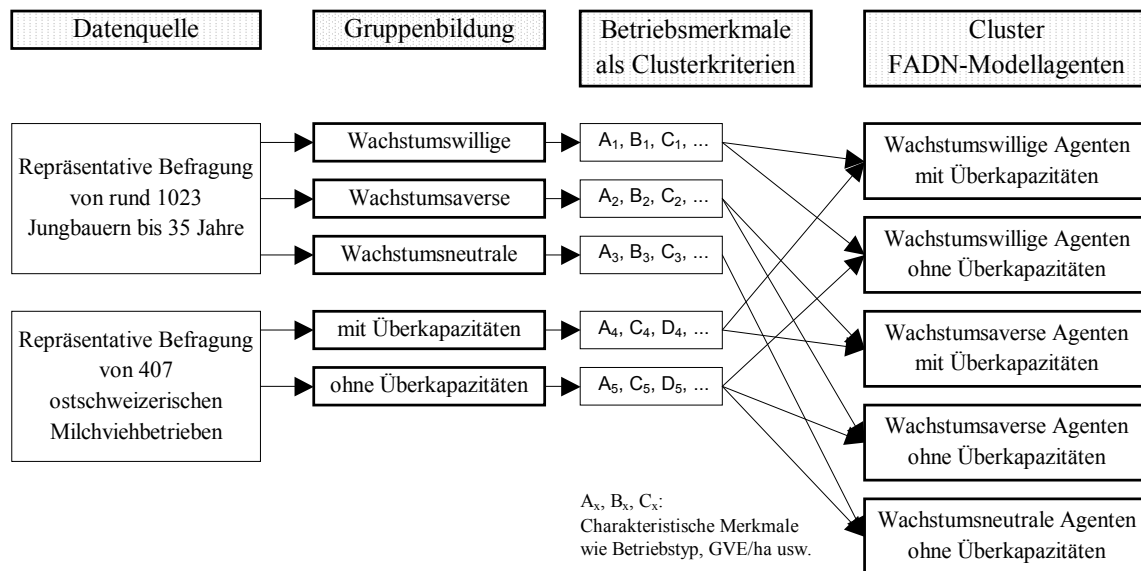 Datenquelle
Gruppenbildung
Betriebsmerkmale
als Clusterkriterien
Cluster
FADN-Modellagenten
Repräsentative Befragung
von rund 1023
Jungbauern bis 35 Jahre
Wachstumswillige
Wachstumsaverse
Wachstumsneutrale
A₁, B₁, C₁, ...
A₂, B₂, C₂, ...
A₃, B₃, C₃, ...
Repräsentative Befragung
von 407
ostschweizerischen
Milchviehbetrieben
mit Überkapazitäten
ohne Überkapazitäten
A₄, C₄, D₄, ...
A₅, C₅, D₅, ...
Wachstumswillige Agenten
mit Überkapazitäten
Wachstumswillige Agenten
ohne Überkapazitäten
Wachstumsaverse Agenten
mit Überkapazitäten
Wachstumsaverse Agenten
ohne Überkapazitäten
Wachstumsneutrale Agenten
ohne Überkapazitäten
Aₓ, Bₓ, Cₓ:
Charakteristische Merkmale
wie Betriebstyp, GVE/ha usw.